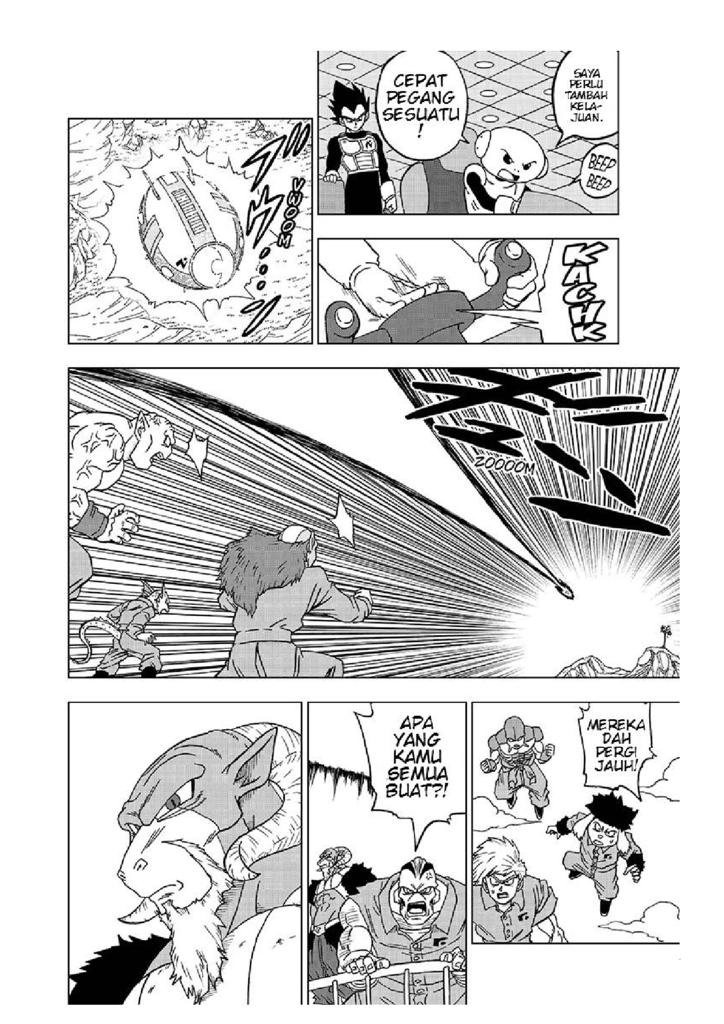 SAYA
PERLU
TAMBAH
KELA-
JUAN.
BEEP
BEEP
CEPAT
PEGANG
SESUATU
!
KACHK
VWOOM
ZOOOOM
MEREKA
DAH
PERGI
JAUH!
APA
YANG
KAMU
SEMUA
BUAT?!